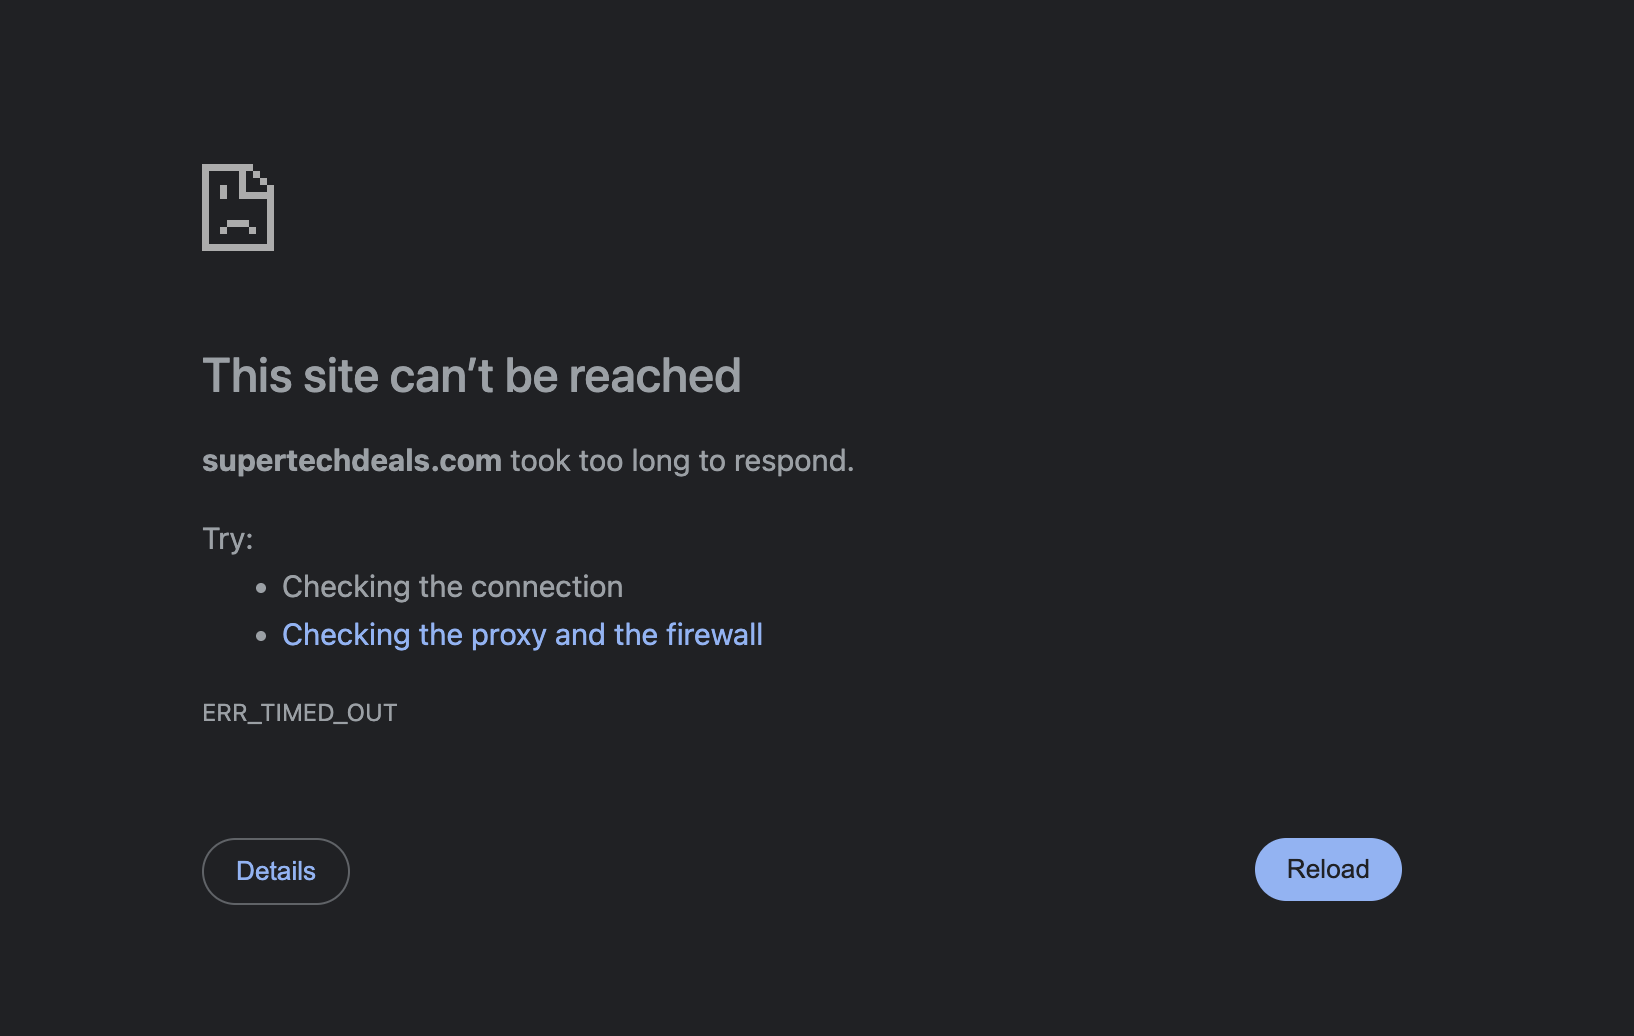 This site can’t be reached
supertechdeals.com took too long to respond.
Try:
• Checking the connection
• Checking the proxy and the firewall
ERR_TIMED_OUT
Details
Reload